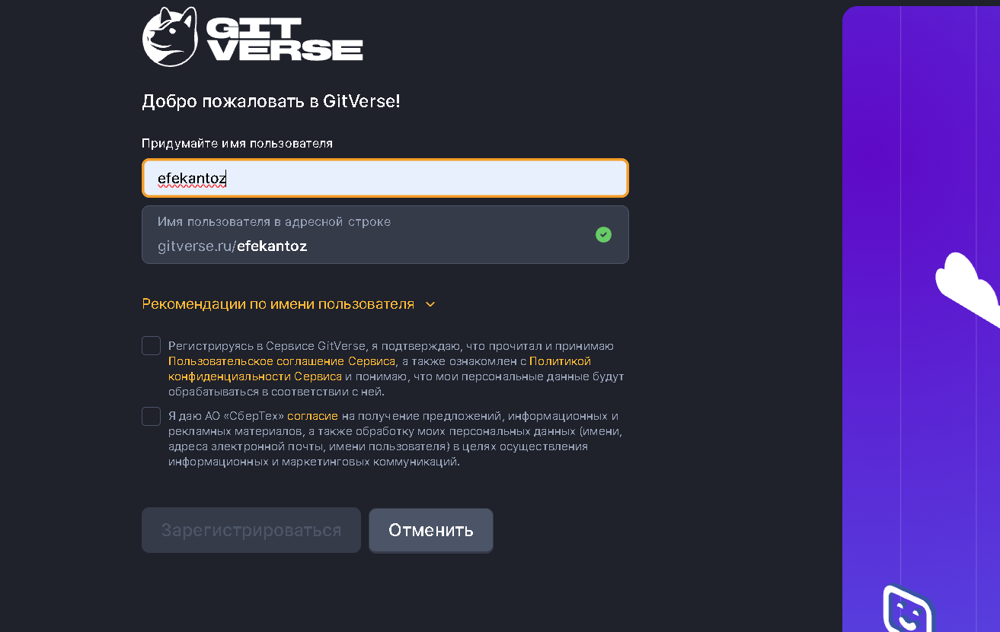 GIT
VERSE
Добро пожаловать в GitVerse!
Придумайте имя пользователя
efekantoz
Имя пользователя в адресной строке
gitverse.ru/efekantoz
Рекомендации по имени пользователя
Регистрируясь в Сервисе GitVerse, я подтверждаю, что прочитал и принимаю
Пользовательское соглашение Сервиса, а также ознакомлен с Политикой
конфиденциальности Сервиса и понимаю, что мои персональные данные будут
обрабатываться в соответствии с ней.
Я даю АО «СберТех» согласие на получение предложений, информационных и
рекламных материалов, а также обработку моих персональных данных (имени,
адреса электронной почты, имени пользователя) в целях осуществления
информационных и маркетинговых коммуникаций.
Зарегистрироваться
Отменить